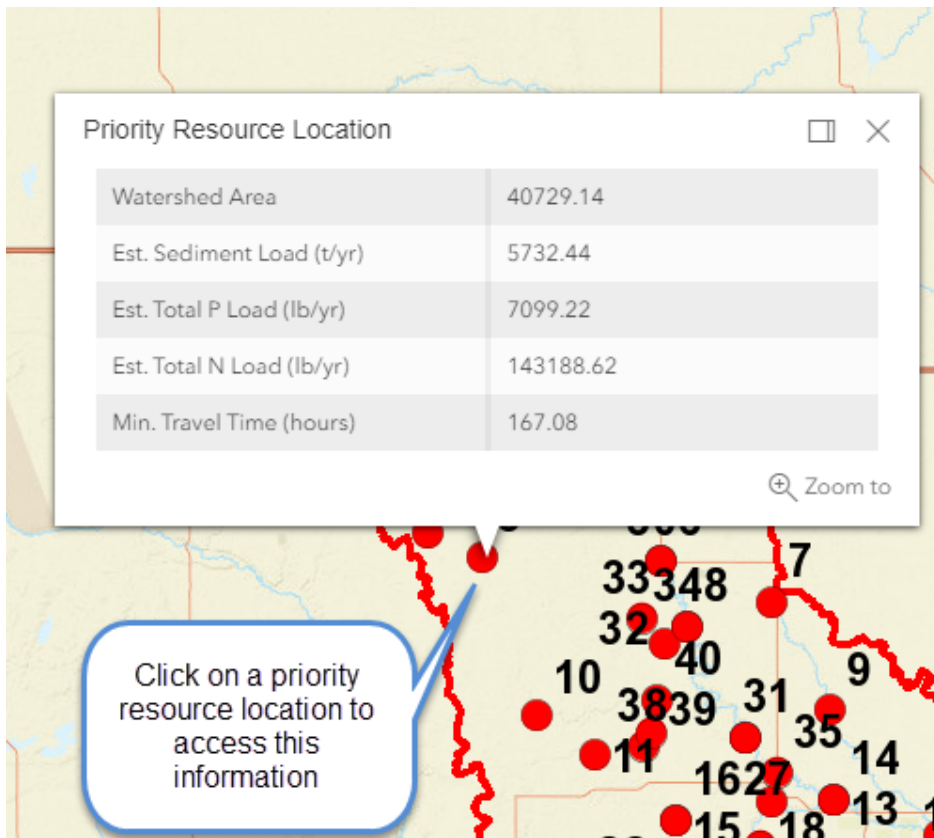 Priority Resource Location
Watershed Area 40729.14
Est. Sediment Load (t/yr) 5732.44
Est. Total P Load (lb/yr) 7099.22
Est. Total N Load (lb/yr) 143188.62
Min. Travel Time (hours) 167.08
Zoom to
7
33
348
32
40
9
10
31
38
39
35
11
14
16
27
13
15
18
Click on a priority
resource location to
access this
information